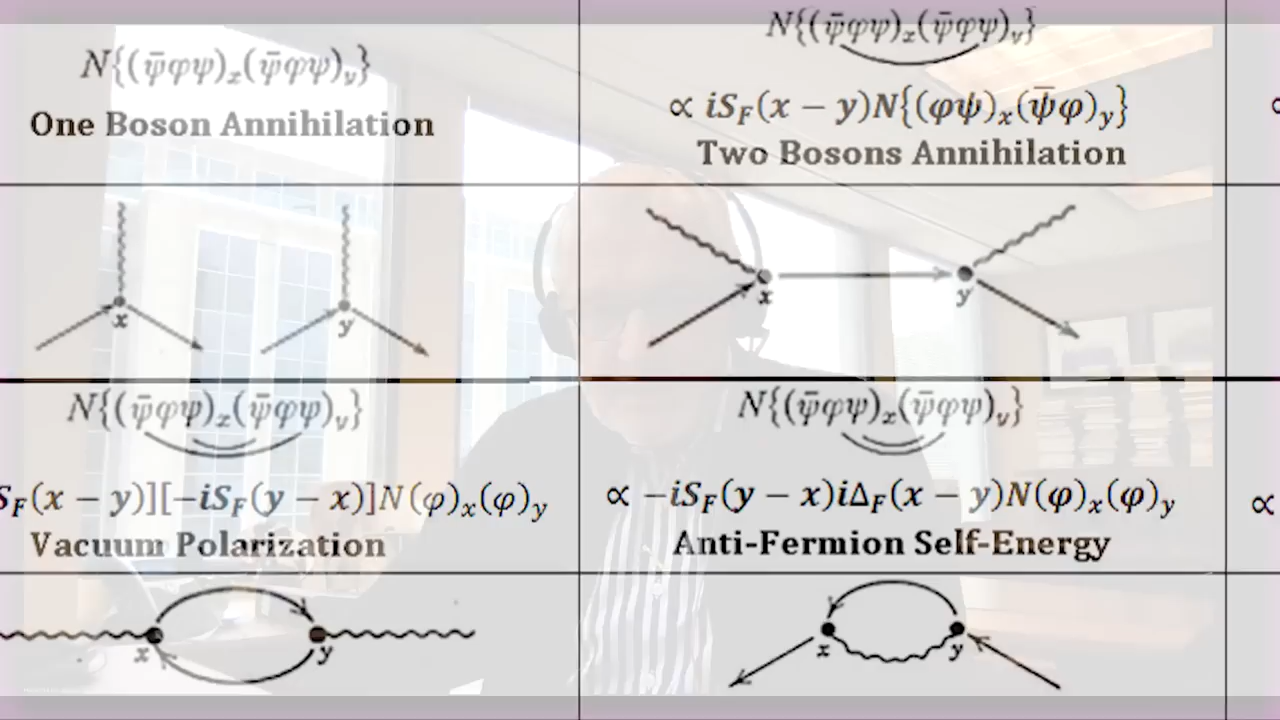 N{(ψ̄φψ)ₓ(ψ̄φψ)ᵧ}
One Boson Annihilation
N{(ψ̄φψ)ₓ(ψ̄φψ)ᵧ}
∝ iS_F(x − y)N{(φψ)ₓ(ψ̄φ)ᵧ}
Two Bosons Annihilation
∝
x
y
x
y
N{(ψ̄φψ)ₓ(ψ̄φψ)ᵧ}
S_F(x − y)][−iS_F(y − x)]N(φ)ₓ(φ)ᵧ
Vacuum Polarization
N{(ψ̄φψ)ₓ(ψ̄φψ)ᵧ}
∝ −iS_F(y − x)iΔ_F(x − y)N(φ)ₓ(φ)ᵧ
Anti-Fermion Self-Energy
∝
x
y
x
y